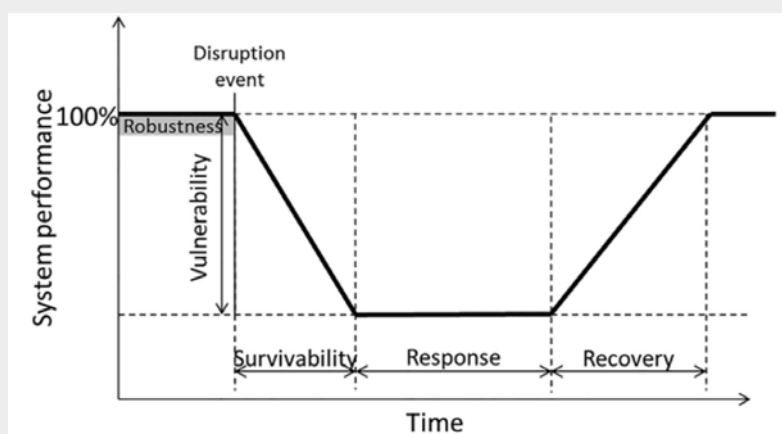 Disruption
event
100%
Robustness
System performance
Vulnerability
Survivability
Response
Recovery
Time